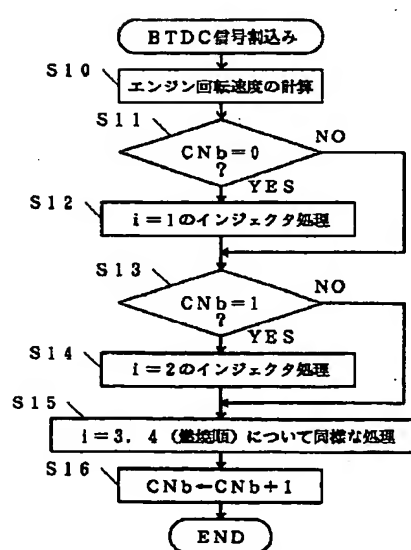 BTDC信号割込み
S10
エンジン回転速度の計算
S11
CNb=0
?
NO
YES
S12
i=1のインジェクタ処理
S13
CNb=1
?
NO
YES
S14
i=2のインジェクタ処理
S15
i=3.4(燃焼順)について同様な処理
S16
CNb←CNb+1
END